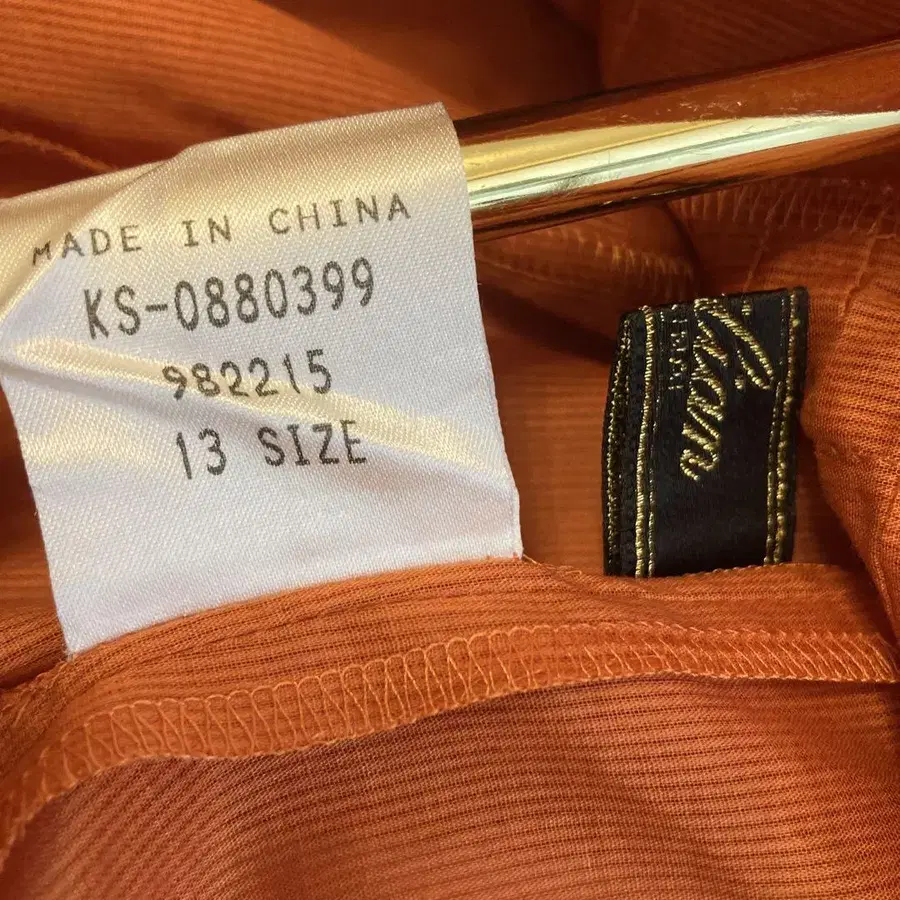 MADE IN CHINA
KS-0880399
982215
13 SIZE